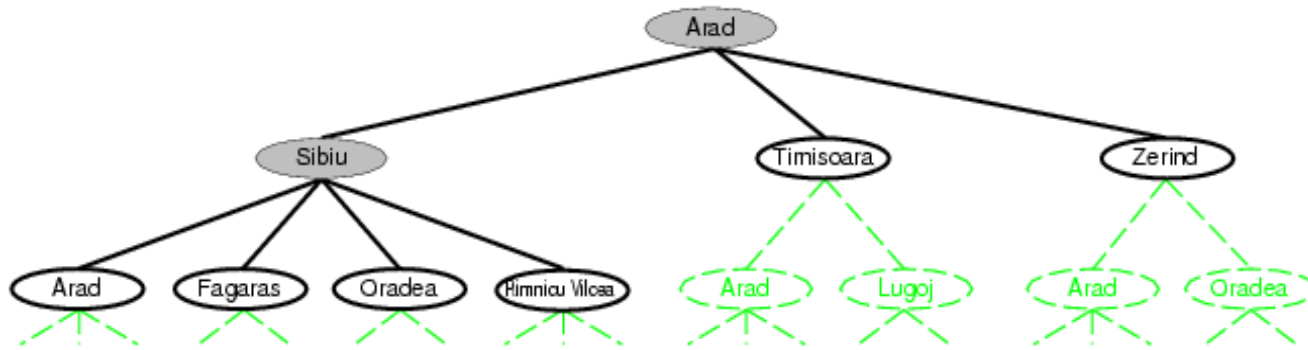 Arad
Sibiu
Timisoara
Zerind
Arad
Fagaras
Oradea
Rimnicu Vilcea
Arad
Lugoj
Arad
Oradea